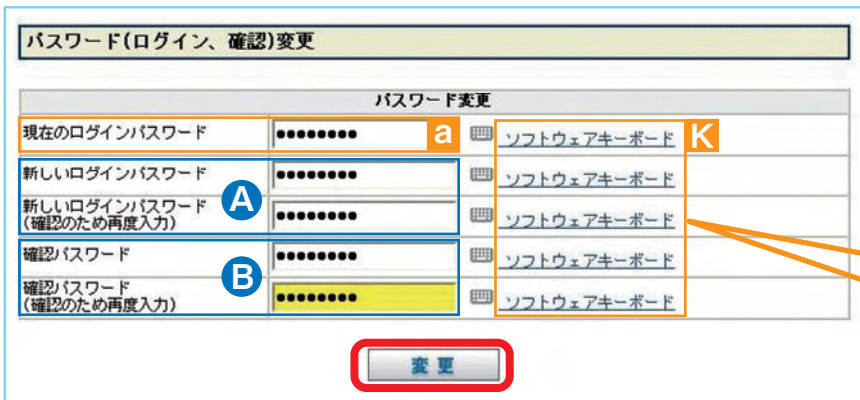 パスワード(ログイン、確認)変更
パスワード変更
現在のログインパスワード ●●●●●●●● a ソフトウェアキーボード K
新しいログインパスワード ●●●●●●●● ソフトウェアキーボード
A
新しいログインパスワード
(確認のため再度入力) ●●●●●●●● ソフトウェアキーボード
確認パスワード ●●●●●●●● ソフトウェアキーボード
B
確認パスワード
(確認のため再度入力) ●●●●●●●● ソフトウェアキーボード
変更